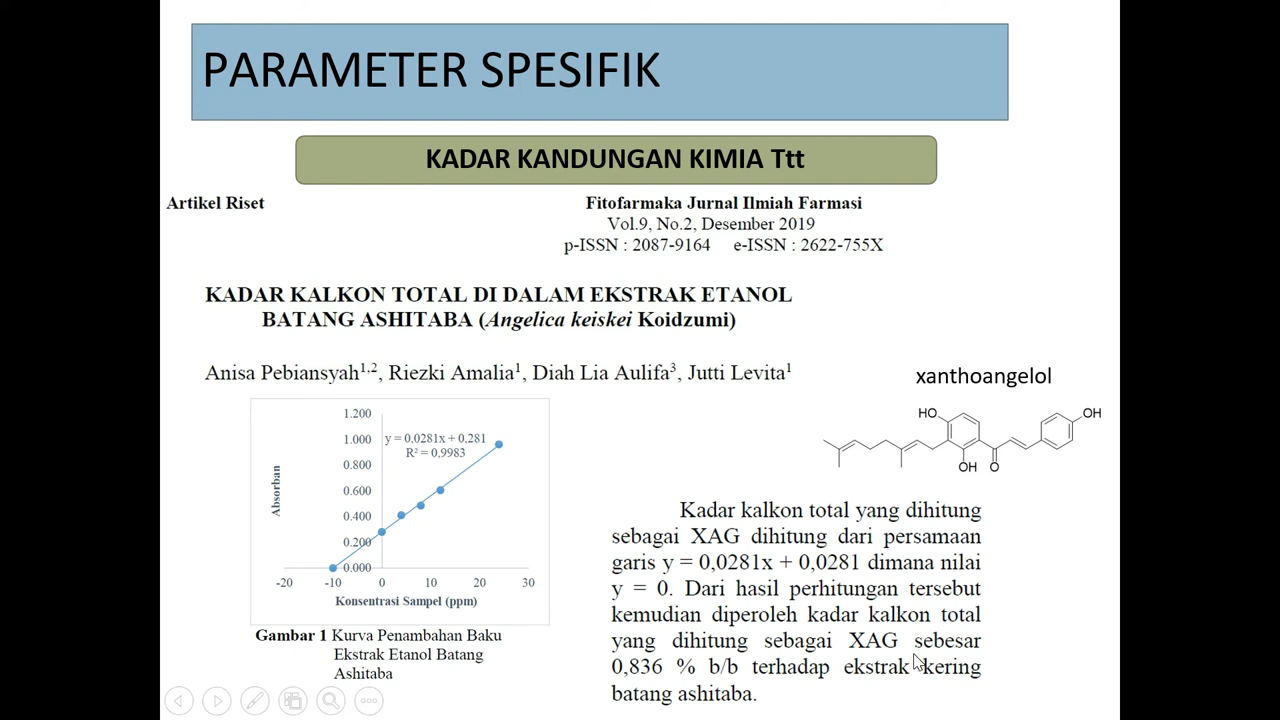 PARAMETER SPESIFIK
KADAR KANDUNGAN KIMIA Ttt
Artikel Riset
Fitofarmaka Jurnal Ilmiah Farmasi
Vol.9, No.2, Desember 2019
p-ISSN : 2087-9164 e-ISSN : 2622-755X
KADAR KALKON TOTAL DI DALAM EKSTRAK ETANOL
BATANG ASHITABA (Angelica keiskei Koidzumi)
Anisa Pebiansyah1,2, Riezki Amalia1, Diah Lia Aulifa3, Jutti Levita1
1.200
1.000
0.800
0.600
0.400
0.200
0.000
y = 0,0281x + 0,281
R² = 0,9983
Absorban
-20 -10 0 10 20 30
Konsentrasi Sampel (ppm)
Gambar 1 Kurva Penambahan Baku
Ekstrak Etanol Batang
Ashitaba
xanthoangelol
HO
OH
OH
O
Kadar kalkon total yang dihitung
sebagai XAG dihitung dari persamaan
garis y = 0,0281x + 0,0281 dimana nilai
y = 0. Dari hasil perhitungan tersebut
kemudian diperoleh kadar kalkon total
yang dihitung sebagai XAG sebesar
0,836 % b/b terhadap ekstrak kering
batang ashitaba.